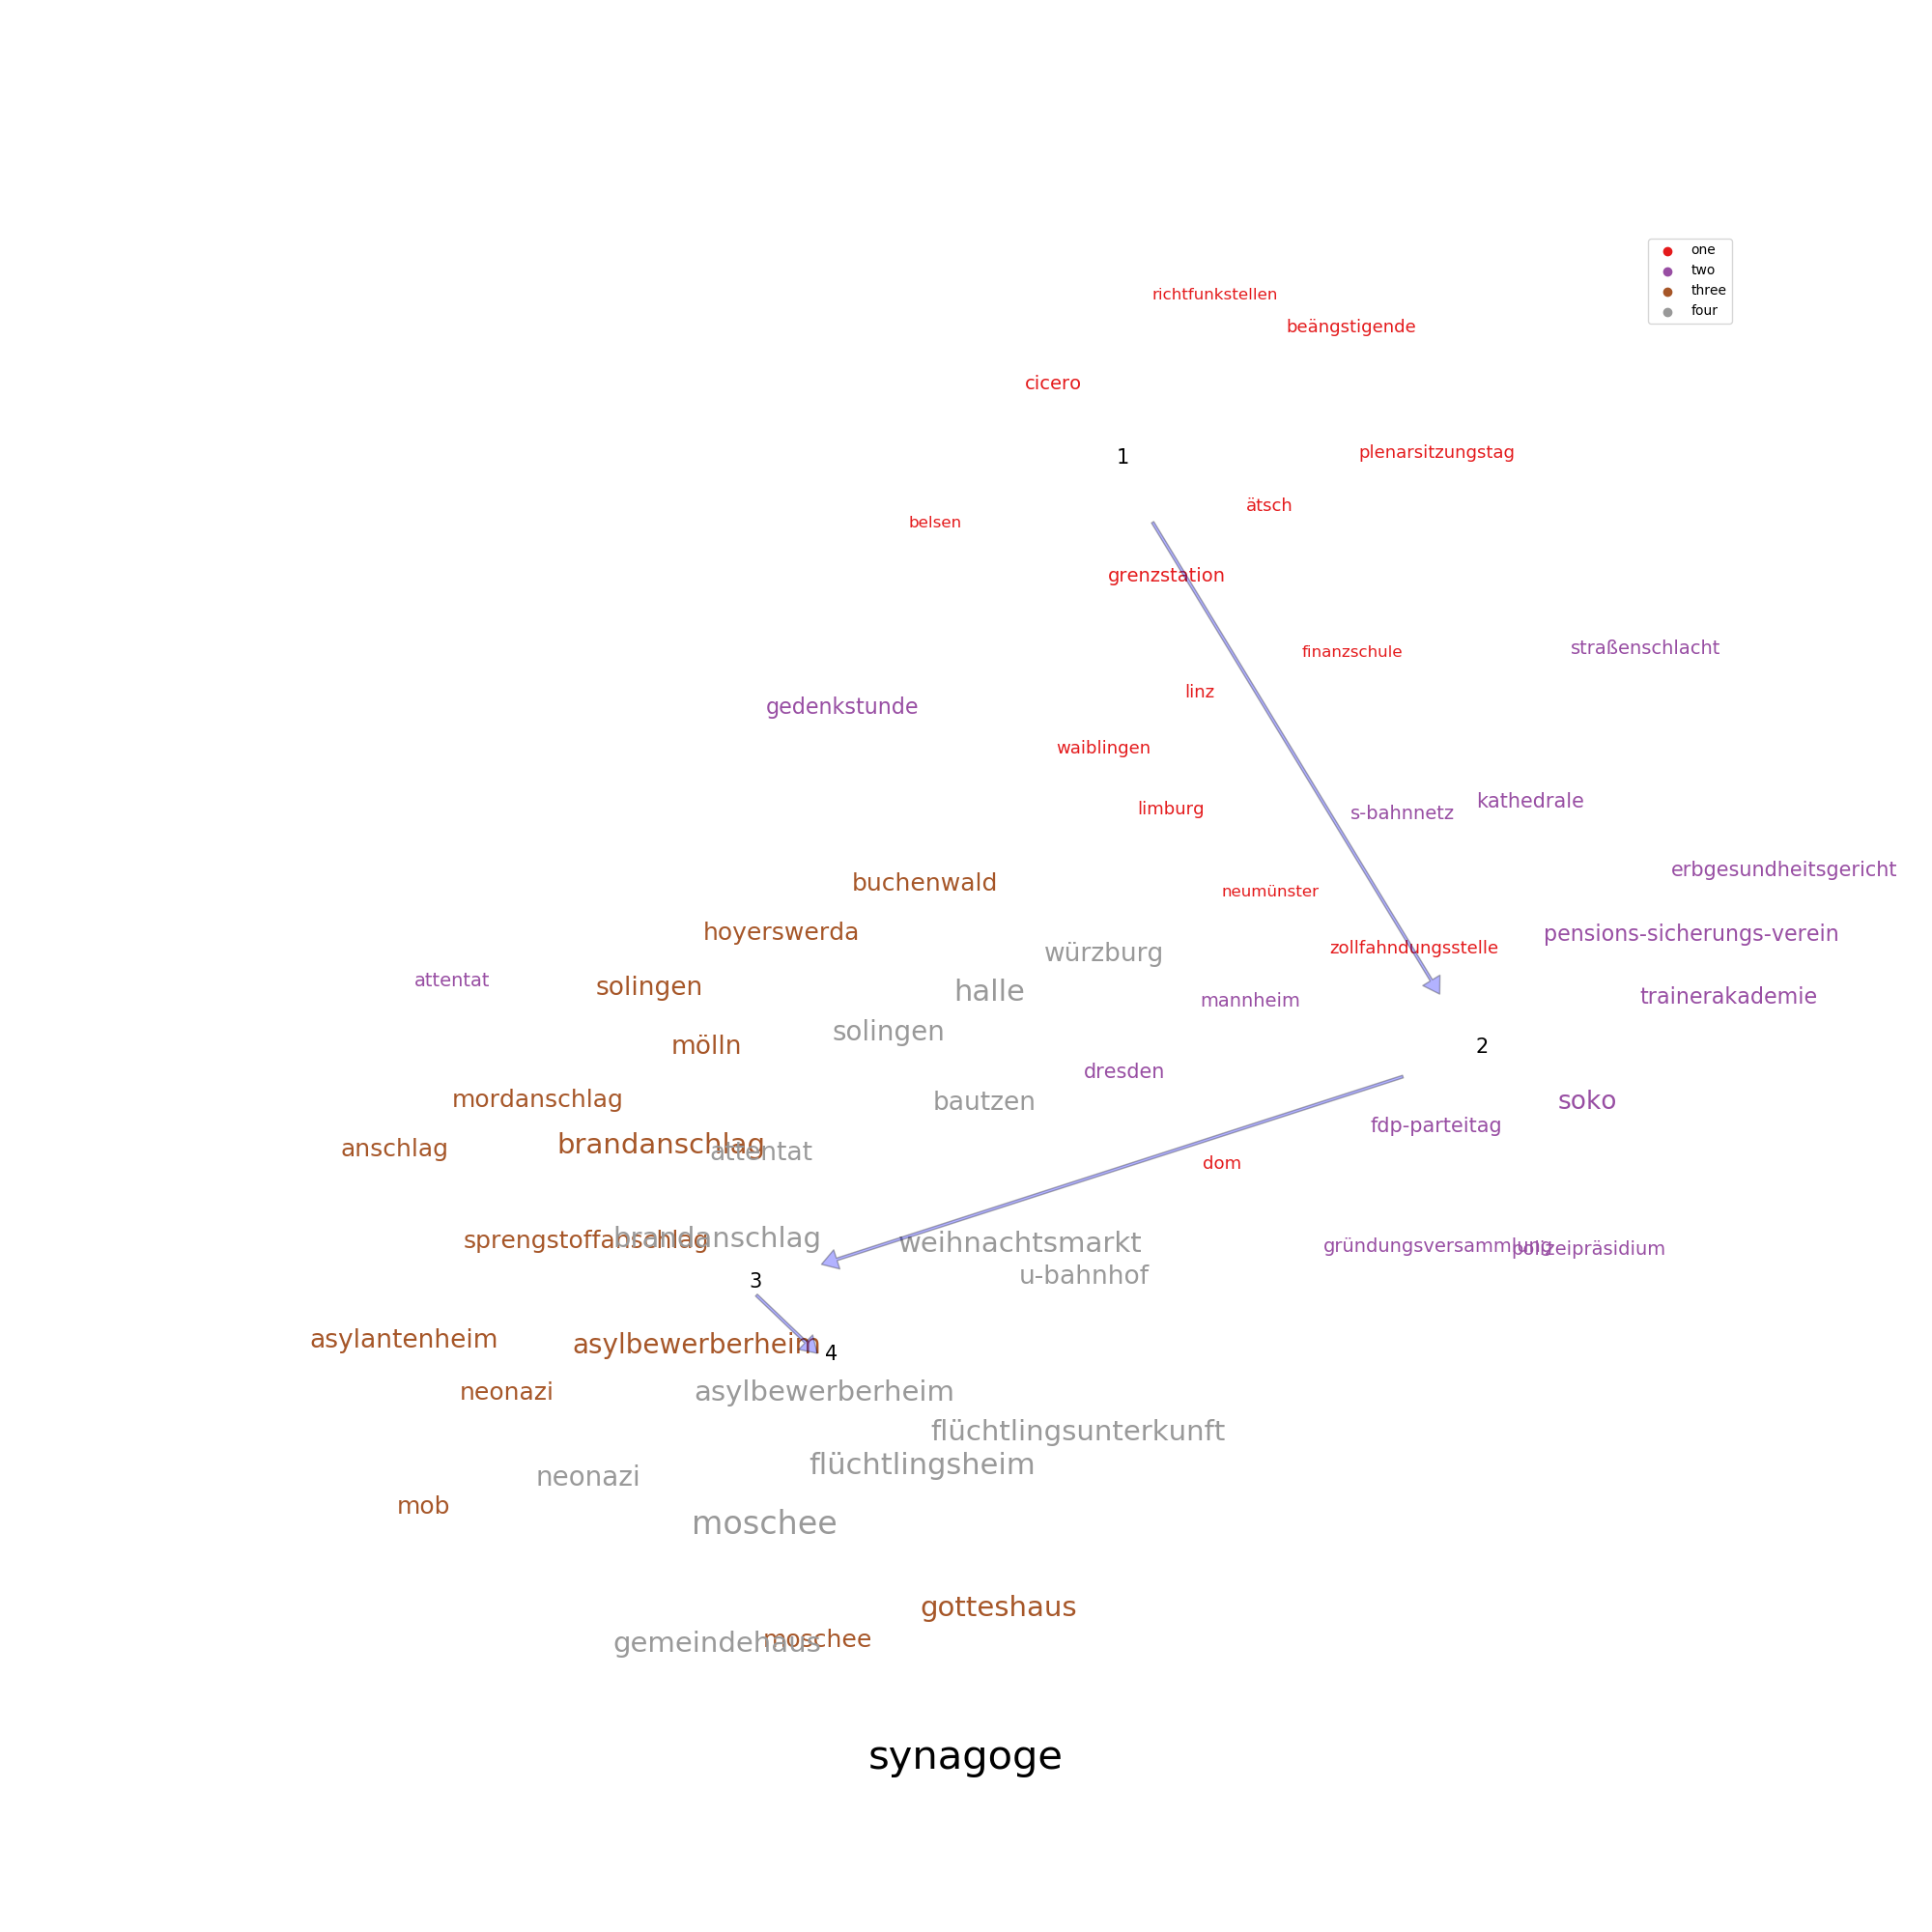 one
two
richtfunkstellen
three
four
beängstigende
cicero
plenarsitzungstag
1
ätsch
belsen
grenzstation
straßenschlacht
finanzschule
linz
gedenkstunde
waiblingen
kathedrale
limburg
s-bahnnetz
erbgesundheitsgericht
buchenwald
neumünster
hoyerswerda
pensions-sicherungs-verein
zollfahndungsstelle
würzburg
attentat
solingen
halle
trainerakademie
mannheim
solingen
mölln
2
dresden
mordanschlag
bautzen
soko
fdp-parteitag
brandanschlag
anschlag
attentat
dom
brandanschlag
sprengstoffanschlag
weihnachtsmarkt
gründungsversammlung
polizeipräsidium
u-bahnhof
3
asylantenheim
asylbewerberheim
4
neonazi
asylbewerberheim
flüchtlingsunterkunft
flüchtlingsheim
neonazi
mob
moschee
gotteshaus
moschee
gemeindehaus
synagoge